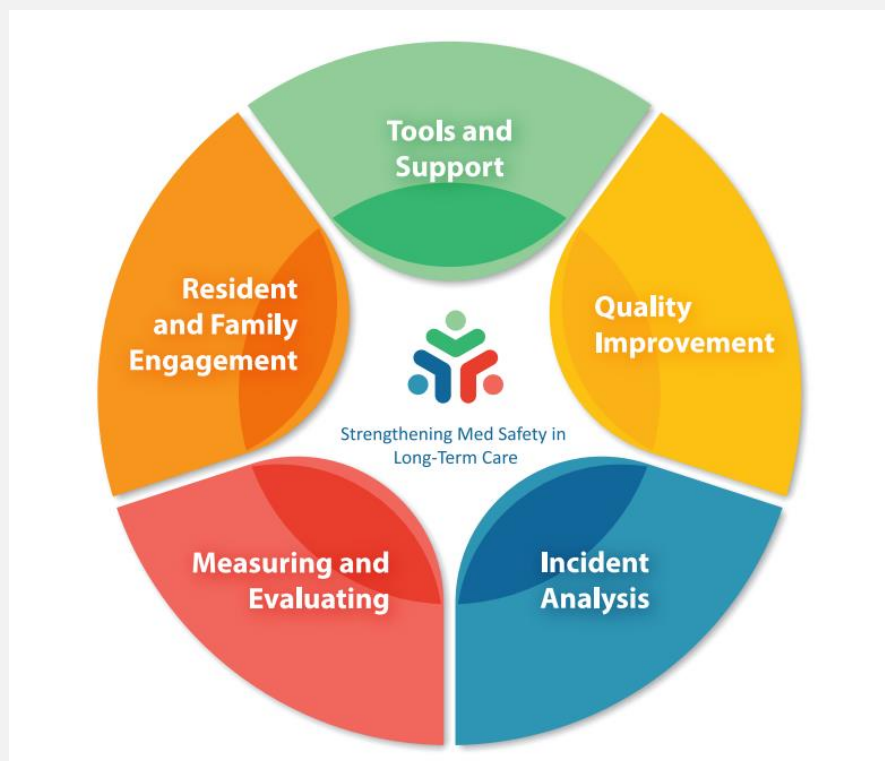 Tools and
Support
Resident
and Family
Engagement
Quality
Improvement
Strengthening Med Safety in
Long-Term Care
Measuring and
Evaluating
Incident
Analysis